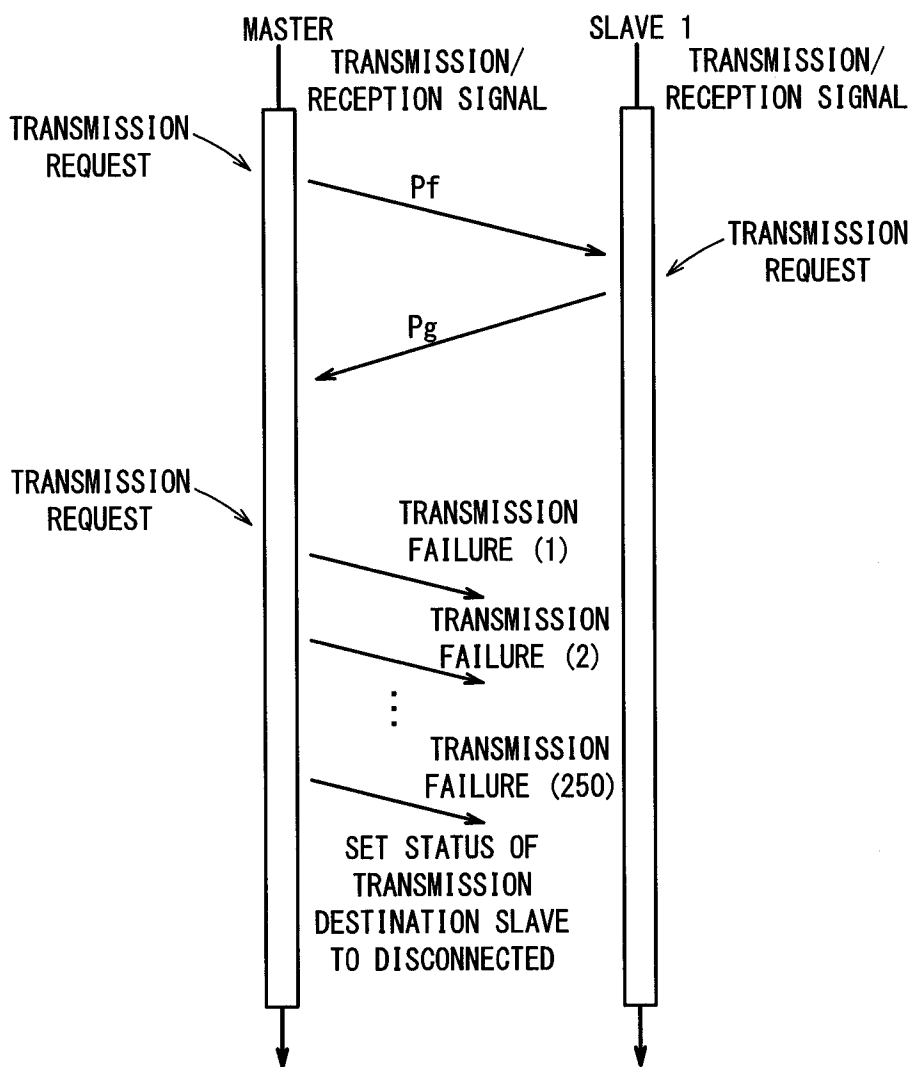 MASTER
SLAVE 1
TRANSMISSION/
RECEPTION SIGNAL
TRANSMISSION/
RECEPTION SIGNAL
TRANSMISSION
REQUEST
Pf
TRANSMISSION
REQUEST
Pg
TRANSMISSION
REQUEST
TRANSMISSION
FAILURE (1)
TRANSMISSION
FAILURE (2)
⋮
TRANSMISSION
FAILURE (250)
SET STATUS OF
TRANSMISSION
DESTINATION SLAVE
TO DISCONNECTED